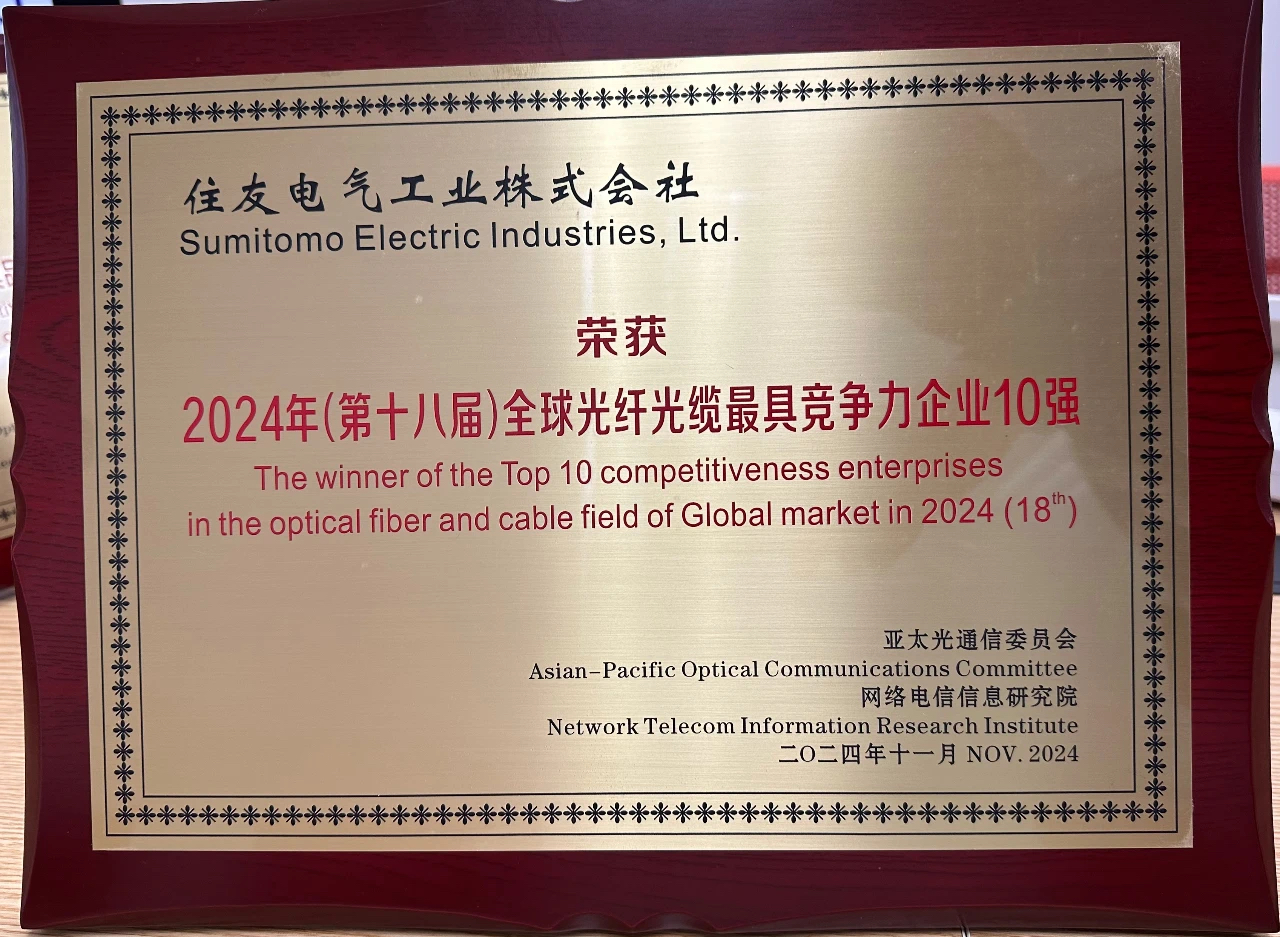 住友电气工业株式会社
Sumitomo Electric Industries, Ltd.
荣获
2024年(第十八届)全球光纤光缆最具竞争力企业10强
The winner of the Top 10 competitiveness enterprises
in the optical fiber and cable field of Global market in 2024 (18th)
亚太光通信委员会
Asian-Pacific Optical Communications Committee
网络电信信息研究院
Network Telecom Information Research Institute
二〇二四年十一月 NOV. 2024